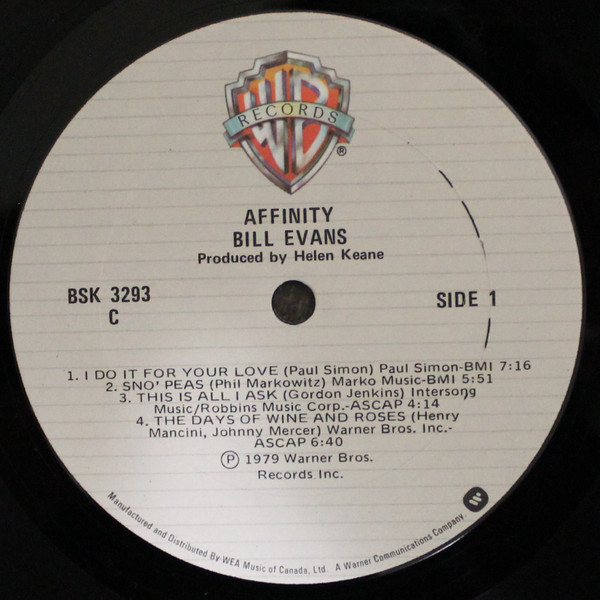 RECORDS
®
AFFINITY
BILL EVANS
Produced by Helen Keane
BSK 3293
C
SIDE 1
1. I DO IT FOR YOUR LOVE (Paul Simon) Paul Simon-BMI 7:16
2. SNO' PEAS (Phil Markowitz) Marko Music-BMI 5:51
3. THIS IS ALL I ASK (Gordon Jenkins) Intersong
Music/Robbins Music Corp.-ASCAP 4:14
4. THE DAYS OF WINE AND ROSES (Henry
Mancini, Johnny Mercer) Warner Bros. Inc.-
ASCAP 6:40
℗ 1979 Warner Bros.
Records Inc.
Manufactured and Distributed By WEA Music of Canada, Ltd. A Warner Communications Company.